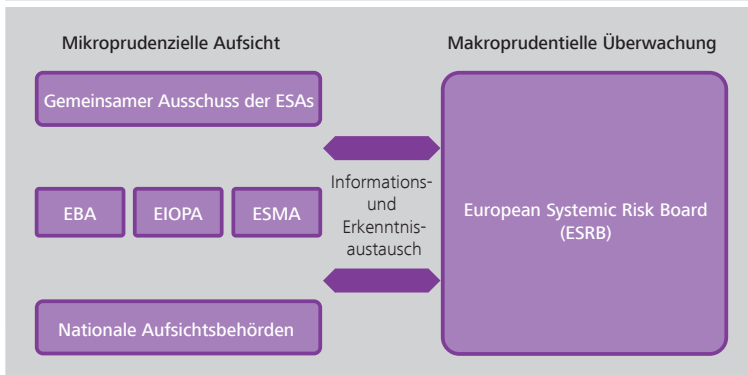 Mikroprudenzielle Aufsicht
Gemeinsamer Ausschuss der ESAs
EBA
EIOPA
ESMA
Nationale Aufsichtsbehörden
Informations-
und
Erkenntnis-
austausch
Makroprudentielle Überwachung
European Systemic Risk Board
(ESRB)